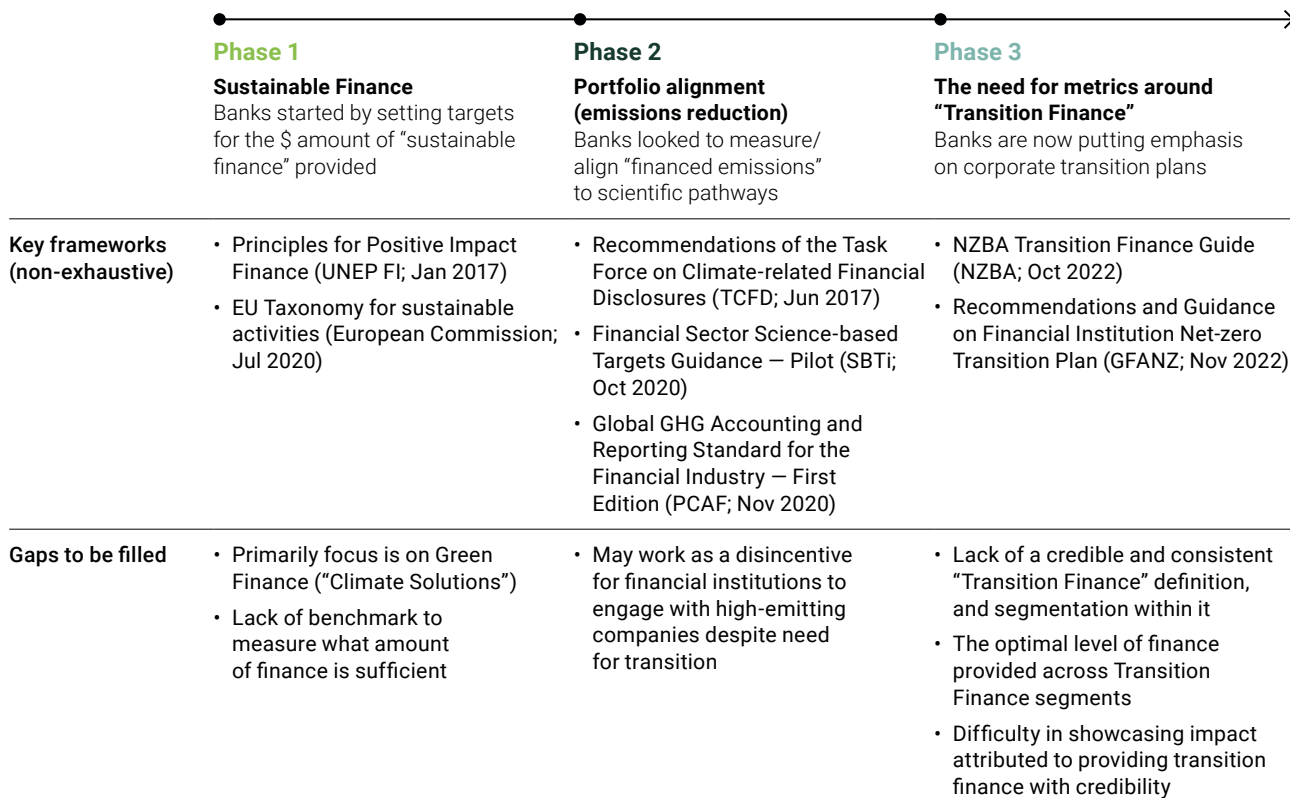 Phase 1
Sustainable Finance
Banks started by setting targets
for the $ amount of “sustainable
finance” provided
Phase 2
Portfolio alignment
(emissions reduction)
Banks looked to measure/
align “financed emissions”
to scientific pathways
Phase 3
The need for metrics around
“Transition Finance”
Banks are now putting emphasis
on corporate transition plans
Key frameworks
(non-exhaustive)
• Principles for Positive Impact
Finance (UNEP FI; Jan 2017)
• EU Taxonomy for sustainable
activities (European Commission;
Jul 2020)
• Recommendations of the Task
Force on Climate-related Financial
Disclosures (TCFD; Jun 2017)
• Financial Sector Science-based
Targets Guidance — Pilot (SBTi;
Oct 2020)
• Global GHG Accounting and
Reporting Standard for the
Financial Industry — First
Edition (PCAF; Nov 2020)
• NZBA Transition Finance Guide
(NZBA; Oct 2022)
• Recommendations and Guidance
on Financial Institution Net-zero
Transition Plan (GFANZ; Nov 2022)
Gaps to be filled
• Primarily focus is on Green
Finance (“Climate Solutions”)
• Lack of benchmark to
measure what amount
of finance is sufficient
• May work as a disincentive
for financial institutions to
engage with high-emitting
companies despite need
for transition
• Lack of a credible and consistent
“Transition Finance” definition,
and segmentation within it
• The optimal level of finance
provided across Transition
Finance segments
• Difficulty in showcasing impact
attributed to providing transition
finance with credibility